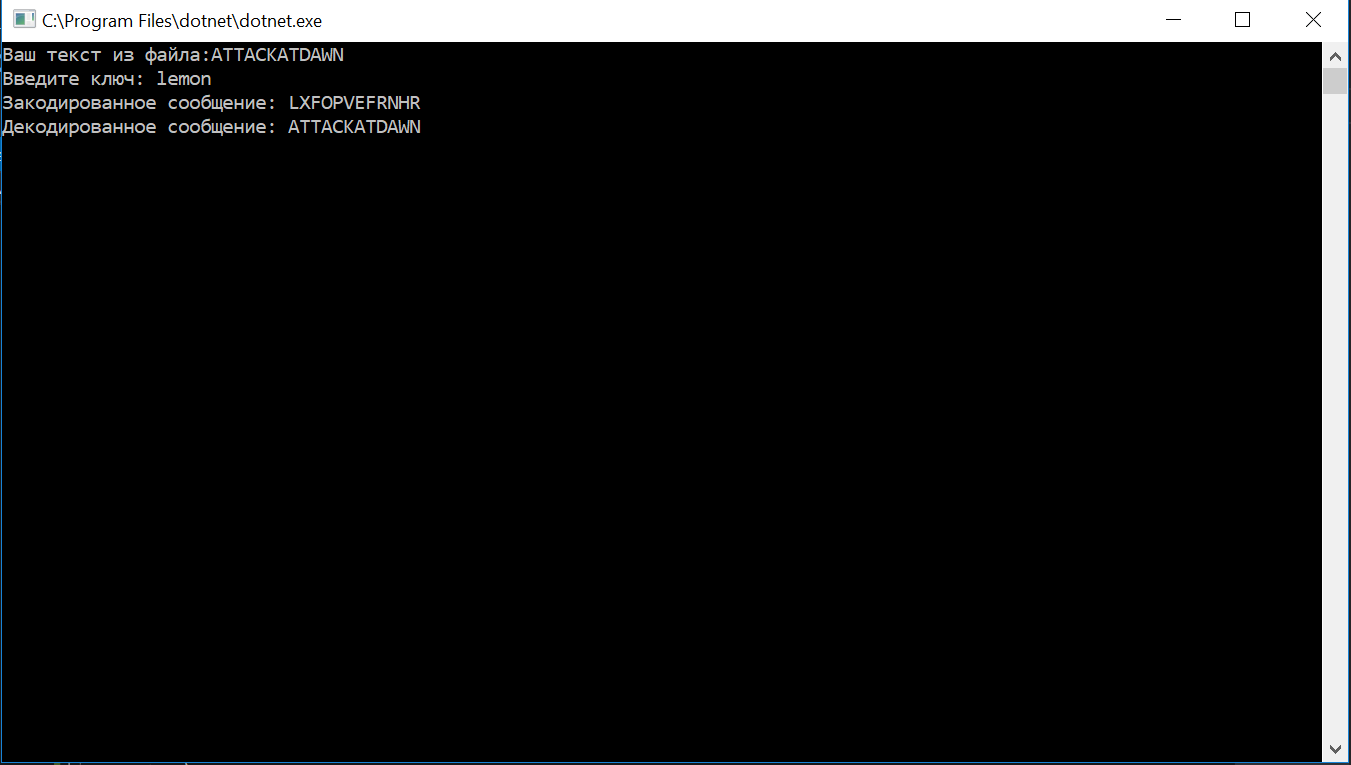 C:\Program Files\dotnet\dotnet.exe
Ваш текст из файла:ATTACKATDAWN
Введите ключ: lemon
Закодированное сообщение: LXFOPVEFRNHR
Декодированное сообщение: ATTACKATDAWN